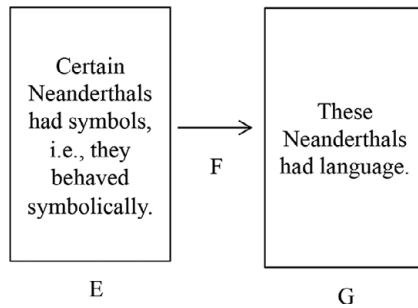 Certain
Neanderthals
had symbols,
i.e., they
behaved
symbolically.
E
F
These
Neanderthals
had language.
G